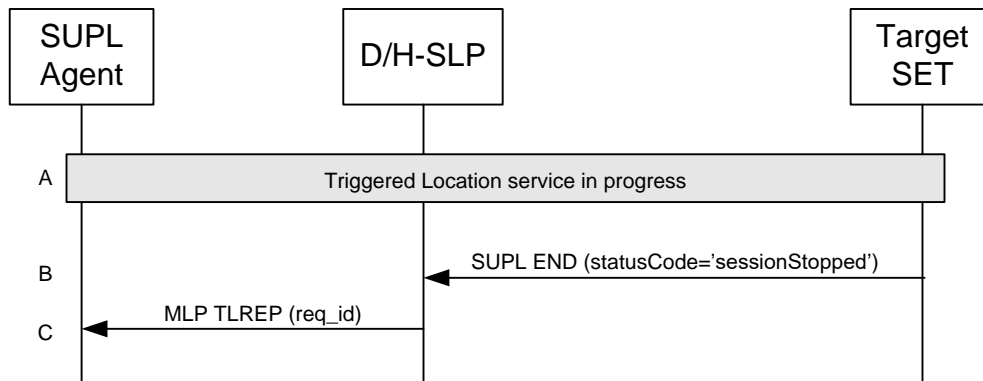 SUPL
Agent
D/H-SLP
Target
SET
A
Triggered Location service in progress
B
SUPL END (statusCode=’sessionStopped’)
C
MLP TLREP (req_id)